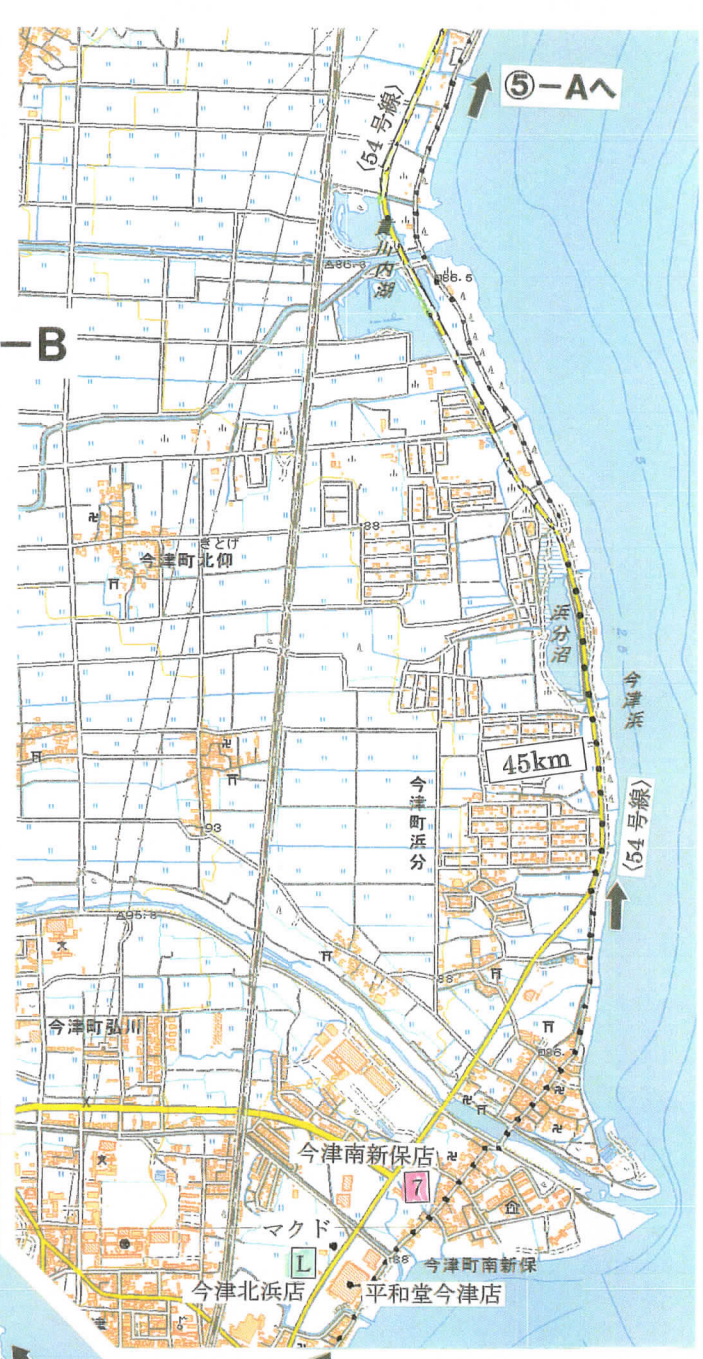 ⑤-Aへ
〈54号線〉
川内湖
86.5
-B
88
きとげ
今津町北仰
浜分沼
今津浜
45km
今津町浜分
〈54号線〉
93
95.8
88
今津町弘川
今津南新保店
7
マクド
L
今津北浜店
88
今津町南新保
平和堂今津店
津